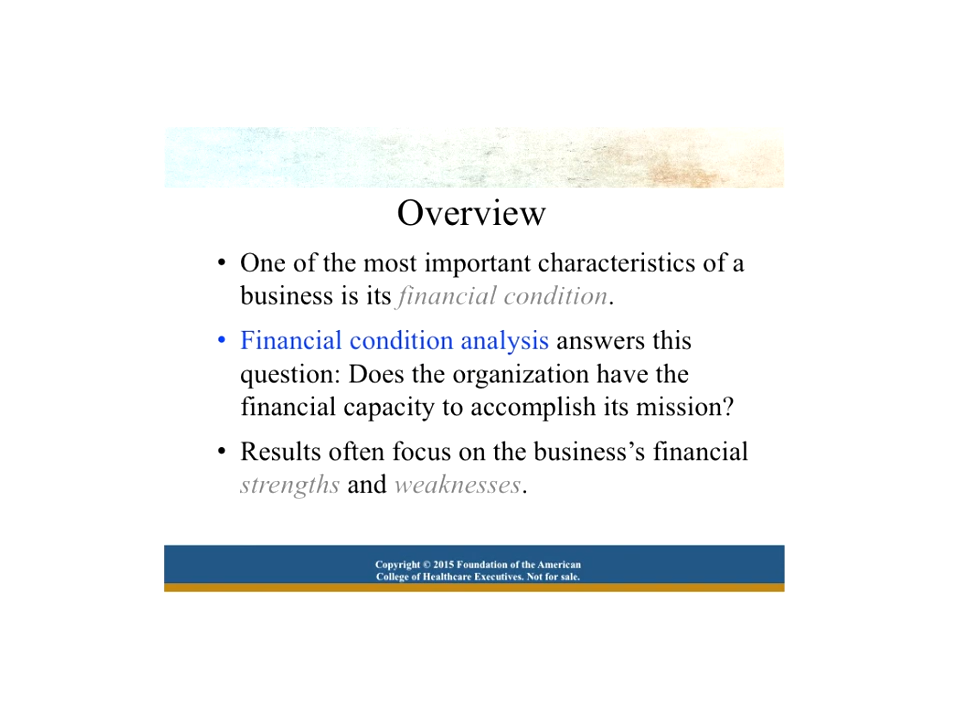 Overview
• One of the most important characteristics of a
business is its financial condition.
• Financial condition analysis answers this
question: Does the organization have the
financial capacity to accomplish its mission?
• Results often focus on the business’s financial
strengths and weaknesses.
Copyright © 2015 Foundation of the American
College of Healthcare Executives. Not for sale.